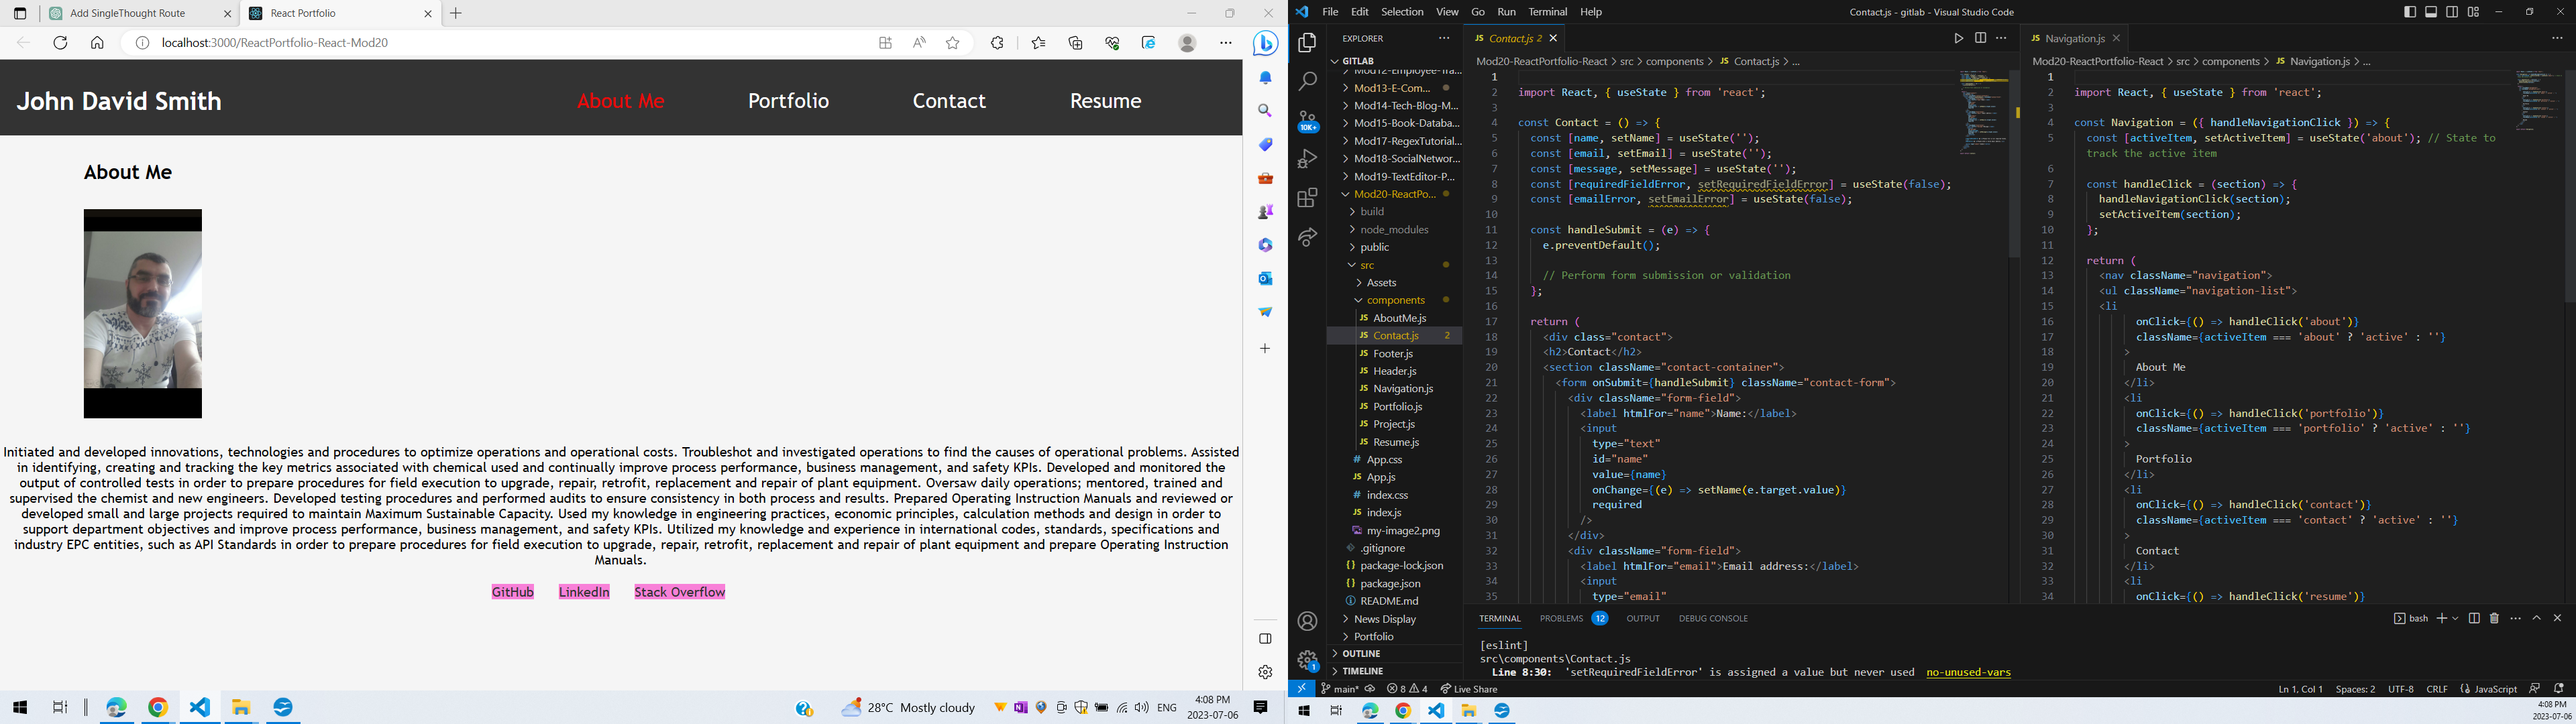 Add SingleThought Route
React Portfolio
localhost:3000/ReactPortfolio-React-Mod20
John David Smith
About Me
Portfolio
Contact
Resume
About Me
Initiated and developed innovations, technologies and procedures to optimize operations and operational costs. Troubleshot and investigated operations to find the causes of operational problems. Assisted
in identifying, creating and tracking the key metrics associated with chemical used and continually improve process performance, business management, and safety KPIs. Developed and monitored the
output of controlled tests in order to prepare procedures for field execution to upgrade, repair, retrofit, replacement and repair of plant equipment. Oversaw daily operations; mentored, trained and
supervised the chemist and new engineers. Developed testing procedures and performed audits to ensure consistency in both process and results. Prepared Operating Instruction Manuals and reviewed or
developed small and large projects required to maintain Maximum Sustainable Capacity. Used my knowledge in engineering practices, economic principles, calculation methods and design in order to
support department objectives and improve process performance, business management, and safety KPIs. Utilized my knowledge and experience in international codes, standards, specifications and
industry EPC entities, such as API Standards in order to prepare procedures for field execution to upgrade, repair, retrofit, replacement and repair of plant equipment and prepare Operating Instruction
Manuals.
GitHub
LinkedIn
Stack Overflow
28°C Mostly cloudy
ENG
4:08 PM
2023-07-06
File Edit Selection View Go Run Terminal Help
Contact.js - gitlab - Visual Studio Code
EXPLORER
GITLAB
Mod12-Employee-Tra...
Mod13-E-Com...
Mod14-Tech-Blog-M...
Mod15-Book-Databa...
Mod17-RegexTutorial...
Mod18-SocialNetwor...
Mod19-TextEditor-P...
Mod20-ReactPo...
build
node_modules
public
src
Assets
components
JS AboutMe.js
JS Contact.js 2
JS Footer.js
JS Header.js
JS Navigation.js
JS Portfolio.js
JS Project.js
JS Resume.js
# App.css
JS App.js
# index.css
JS index.js
my-image2.png
.gitignore
{} package-lock.json
{} package.json
README.md
News Display
Portfolio
OUTLINE
TIMELINE
10K+
1
JS Contact.js 2
Mod20-ReactPortfolio-React > src > components > JS Contact.js > ...
1
2 import React, { useState } from 'react';
3
4 const Contact = () => {
5 const [name, setName] = useState('');
6 const [email, setEmail] = useState('');
7 const [message, setMessage] = useState('');
8 const [requiredFieldError, setRequiredFieldError] = useState(false);
9 const [emailError, setEmailError] = useState(false);
10
11 const handleSubmit = (e) => {
12 e.preventDefault();
13
14 // Perform form submission or validation
15 };
16
17 return (
18 <div class="contact">
19 <h2>Contact</h2>
20 <section className="contact-container">
21 <form onSubmit={handleSubmit} className="contact-form">
22 <div className="form-field">
23 <label htmlFor="name">Name:</label>
24 <input
25 type="text"
26 id="name"
27 value={name}
28 onChange={(e) => setName(e.target.value)}
29 required
30 />
31 </div>
32 <div className="form-field">
33 <label htmlFor="email">Email address:</label>
34 <input
35 type="email"
JS Navigation.js
Mod20-ReactPortfolio-React > src > components > JS Navigation.js > ...
1
2 import React, { useState } from 'react';
3
4 const Navigation = ({ handleNavigationClick }) => {
5 const [activeItem, setActiveItem] = useState('about'); // State to
track the active item
6
7 const handleClick = (section) => {
8 handleNavigationClick(section);
9 setActiveItem(section);
10 };
11
12 return (
13 <nav className="navigation">
14 <ul className="navigation-list">
15 <li
16 onClick={() => handleClick('about')}
17 className={activeItem === 'about' ? 'active' : ''}
18 >
19 About Me
20 </li>
21 <li
22 onClick={() => handleClick('portfolio')}
23 className={activeItem === 'portfolio' ? 'active' : ''}
24 >
25 Portfolio
26 </li>
27 <li
28 onClick={() => handleClick('contact')}
29 className={activeItem === 'contact' ? 'active' : ''}
30 >
31 Contact
32 </li>
33 <li
34 onClick={() => handleClick('resume')}
TERMINAL PROBLEMS 12 OUTPUT DEBUG CONSOLE
bash
[eslint]
src\components\Contact.js
Line 8:30: 'setRequiredFieldError' is assigned a value but never used no-unused-vars
main* 8 4 Live Share
Ln 1, Col 1 Spaces: 2 UTF-8 CRLF {} JavaScript
4:08 PM
2023-07-06